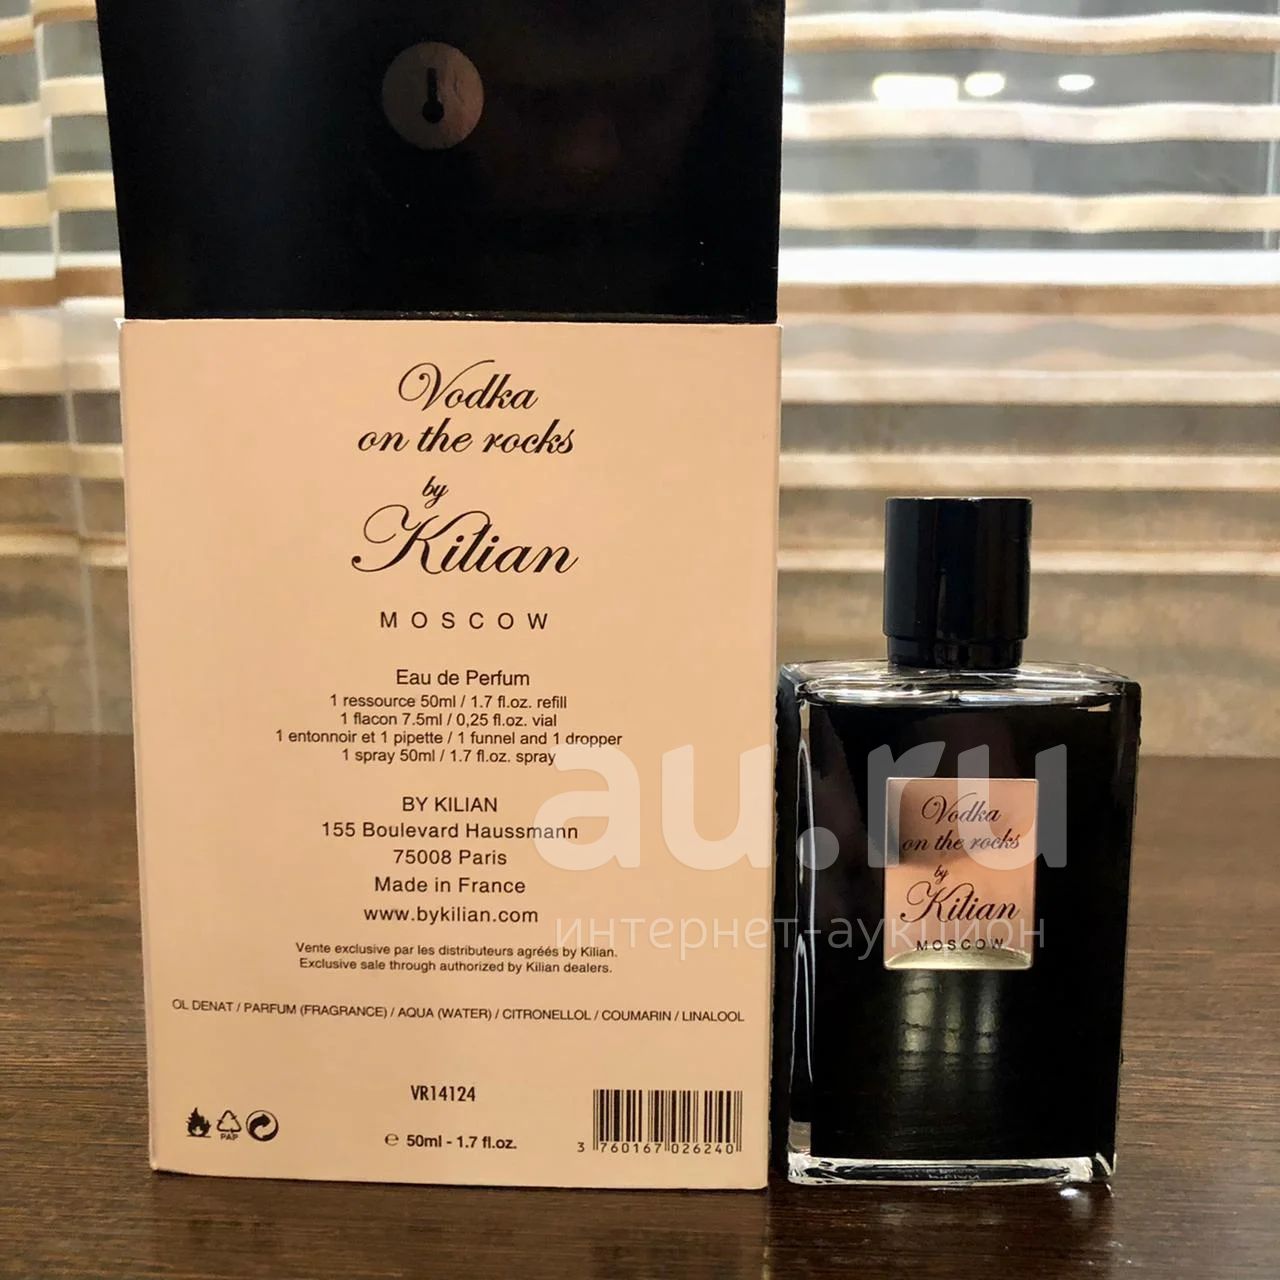 Vodka
on the rocks
by
Kilian
MOSCOW
Eau de Perfum
1 ressource 50ml / 1.7 fl.oz. refill
1 flacon 7.5ml / 0,25 fl.oz. vial
1 entonnoir et 1 pipette / 1 funnel and 1 dropper
1 spray 50ml / 1.7 fl.oz. spray
BY KILIAN
155 Boulevard Haussmann
75008 Paris
Made in France
www.bykilian.com
Vente exclusive par les distributeurs agréés by Kilian.
Exclusive sale through authorized by Kilian dealers.
OL DENAT / PARFUM (FRAGRANCE) / AQUA (WATER) / CITRONELLOL / COUMARIN / LINALOOL
VR14124
PAP
℮ 50ml - 1.7 fl.oz.
3 760167 026240
Vodka
on the rocks
by
Kilian
MOSCOW
au.ru
интернет-аукцион